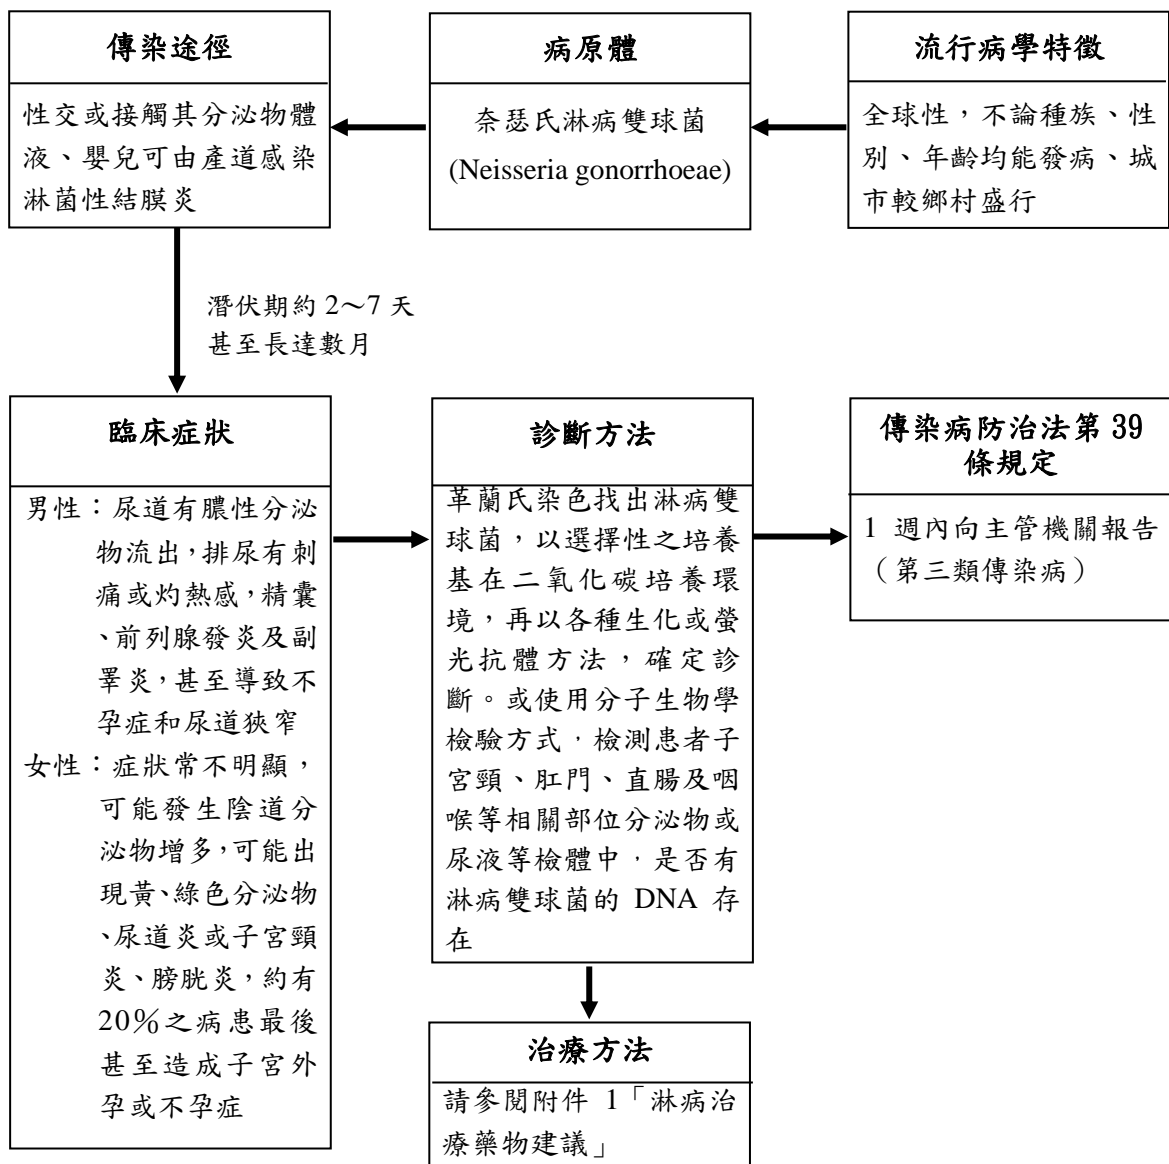 傳染途徑
性交或接觸其分泌物體
液、嬰兒可由產道感染
淋菌性結膜炎
病原體
奈瑟氏淋病雙球菌
(Neisseria gonorrhoeae)
流行病學特徵
全球性，不論種族、性
別、年齡均能發病、城
市較鄉村盛行
潛伏期約 2～7 天
甚至長達數月
臨床症狀
男性：尿道有膿性分泌
物流出，排尿有刺
痛或灼熱感，精囊
、前列腺發炎及副
睪炎，甚至導致不
孕症和尿道狹窄
女性：症狀常不明顯，
可能發生陰道分
泌物增多，可能出
現黃、綠色分泌物
、尿道炎或子宮頸
炎、膀胱炎，約有
20％之病患最後
甚至造成子宮外
孕或不孕症
診斷方法
革蘭氏染色找出淋病雙
球菌，以選擇性之培養
基在二氧化碳培養環
境，再以各種生化或螢
光抗體方法，確定診
斷。或使用分子生物學
檢驗方式，檢測患者子
宮頸、肛門、直腸及咽
喉等相關部位分泌物或
尿液等檢體中，是否有
淋病雙球菌的 DNA 存
在
傳染病防治法第 39
條規定
1 週內向主管機關報告
（第三類傳染病）
治療方法
請參閱附件 1「淋病治
療藥物建議」